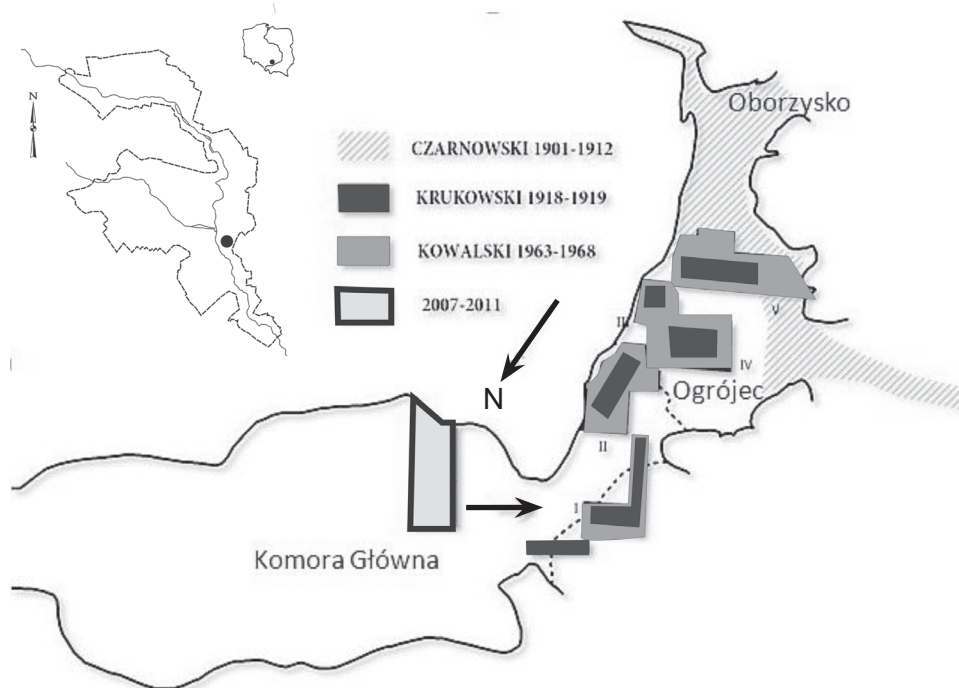 N
CZARNOWSKI 1901-1912
KRUKOWSKI 1918-1919
KOWALSKI 1963-1968
2007-2011
Oborzysko
V
III
IV
Ogrójec
N
II
I
Komora Główna